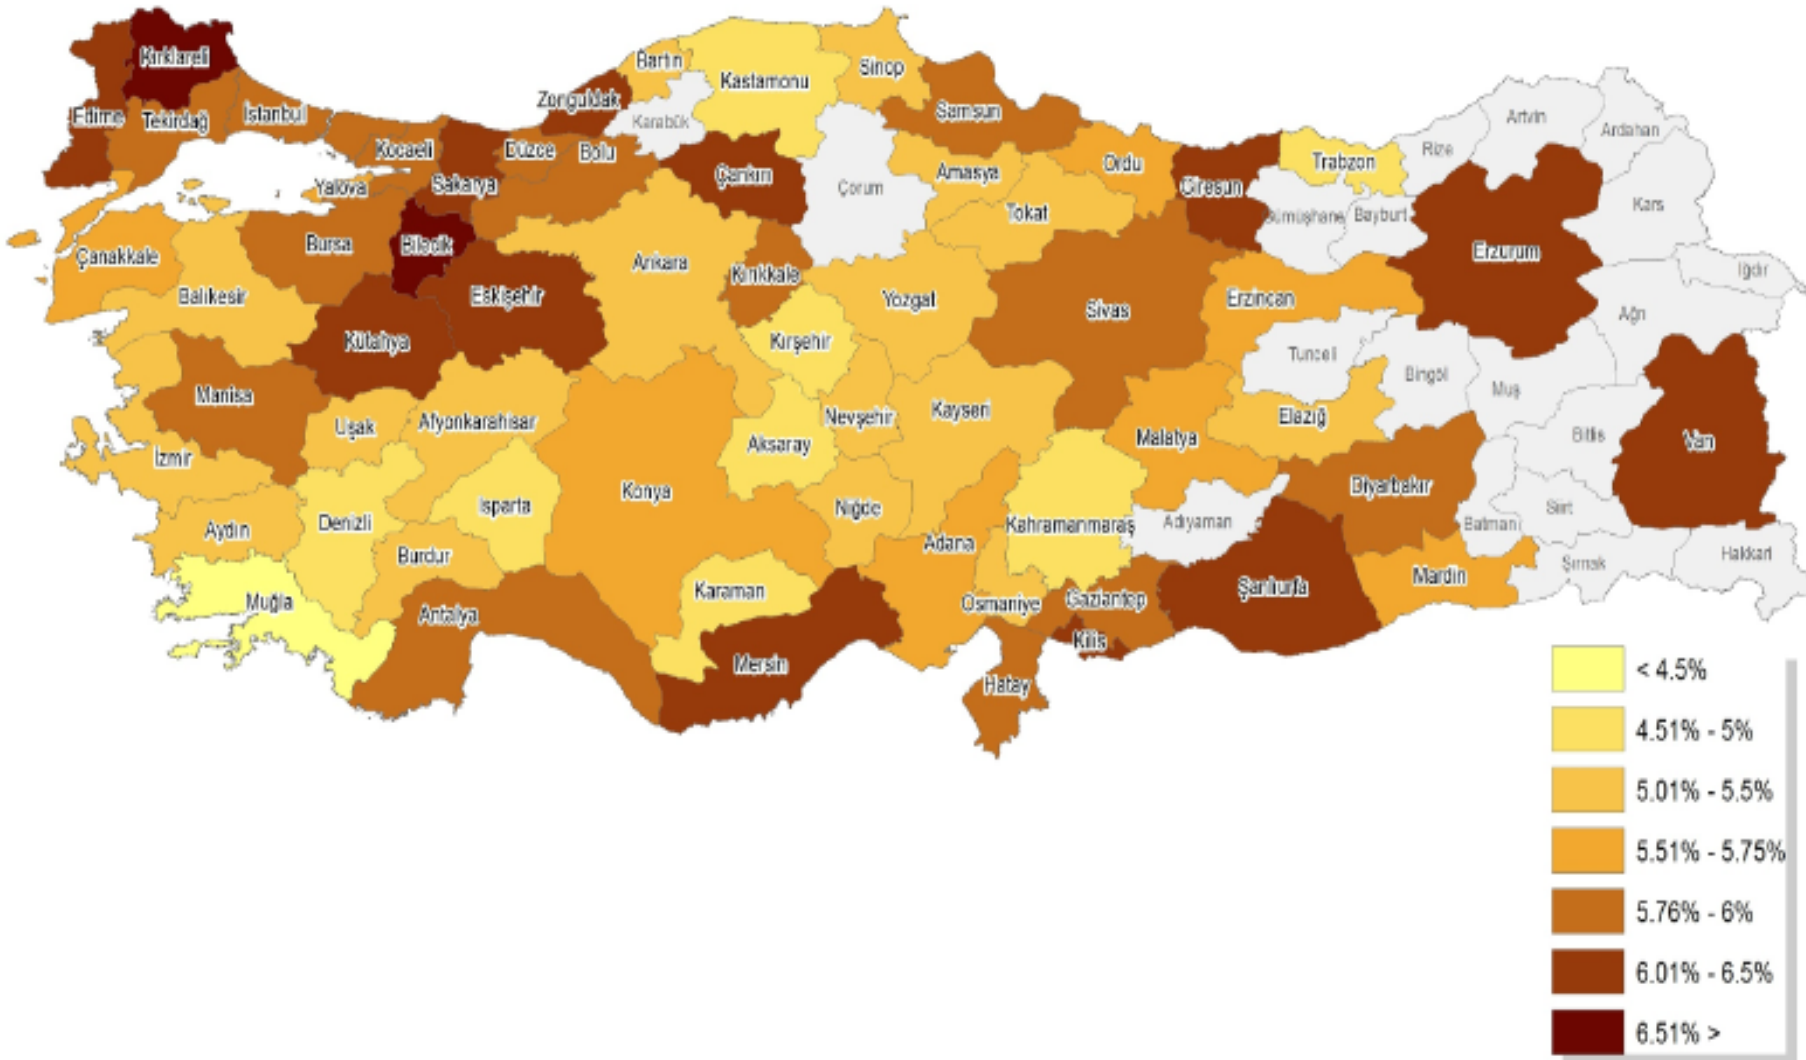 Kırklareli
Edirne
Tekirdağ
İstanbul
Kocaeli
Yalova
Sakarya
Düzce
Bolu
Zonguldak
Bartın
Karabük
Kastamonu
Sinop
Samsun
Çankırı
Çorum
Amasya
Tokat
Ordu
Giresun
Trabzon
Gümüşhane
Bayburt
Rize
Artvin
Ardahan
Kars
Iğdır
Ağrı
Erzurum
Erzincan
Çanakkale
Balıkesir
Bursa
Bilecik
Eskişehir
Kütahya
Ankara
Kırıkkale
Kırşehir
Yozgat
Sivas
Tunceli
Bingöl
Muş
Bitlis
Van
Manisa
İzmir
Uşak
Afyonkarahisar
Aksaray
Nevşehir
Kayseri
Malatya
Elazığ
Diyarbakır
Batman
Siirt
Şırnak
Hakkari
Aydın
Denizli
Isparta
Burdur
Konya
Niğde
Adana
Kahramanmaraş
Adıyaman
Şanlıurfa
Mardin
Muğla
Antalya
Karaman
Mersin
Osmaniye
Gaziantep
Kilis
Hatay
< 4.5%
4.51% - 5%
5.01% - 5.5%
5.51% - 5.75%
5.76% - 6%
6.01% - 6.5%
6.51% >